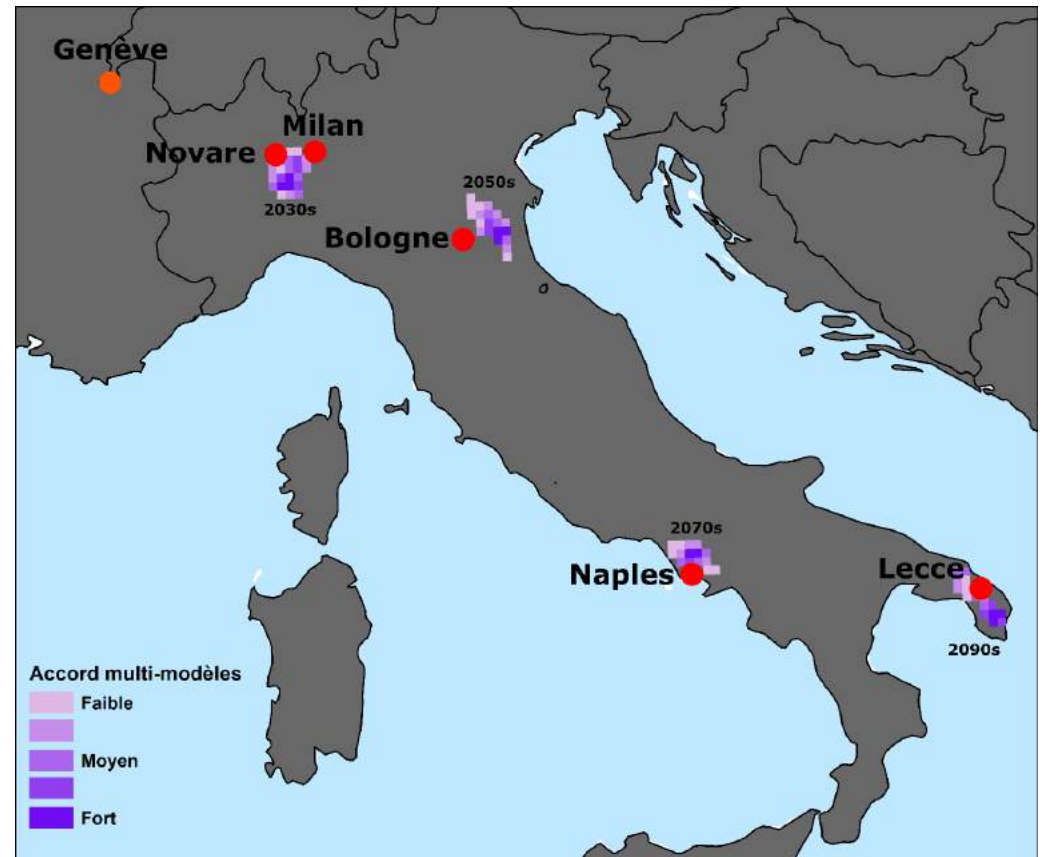 Genève
Milan
Novare
2030s
2050s
Bologne
2070s
Naples
Lecce
2090s
Accord multi-modèles
Faible
Moyen
Fort